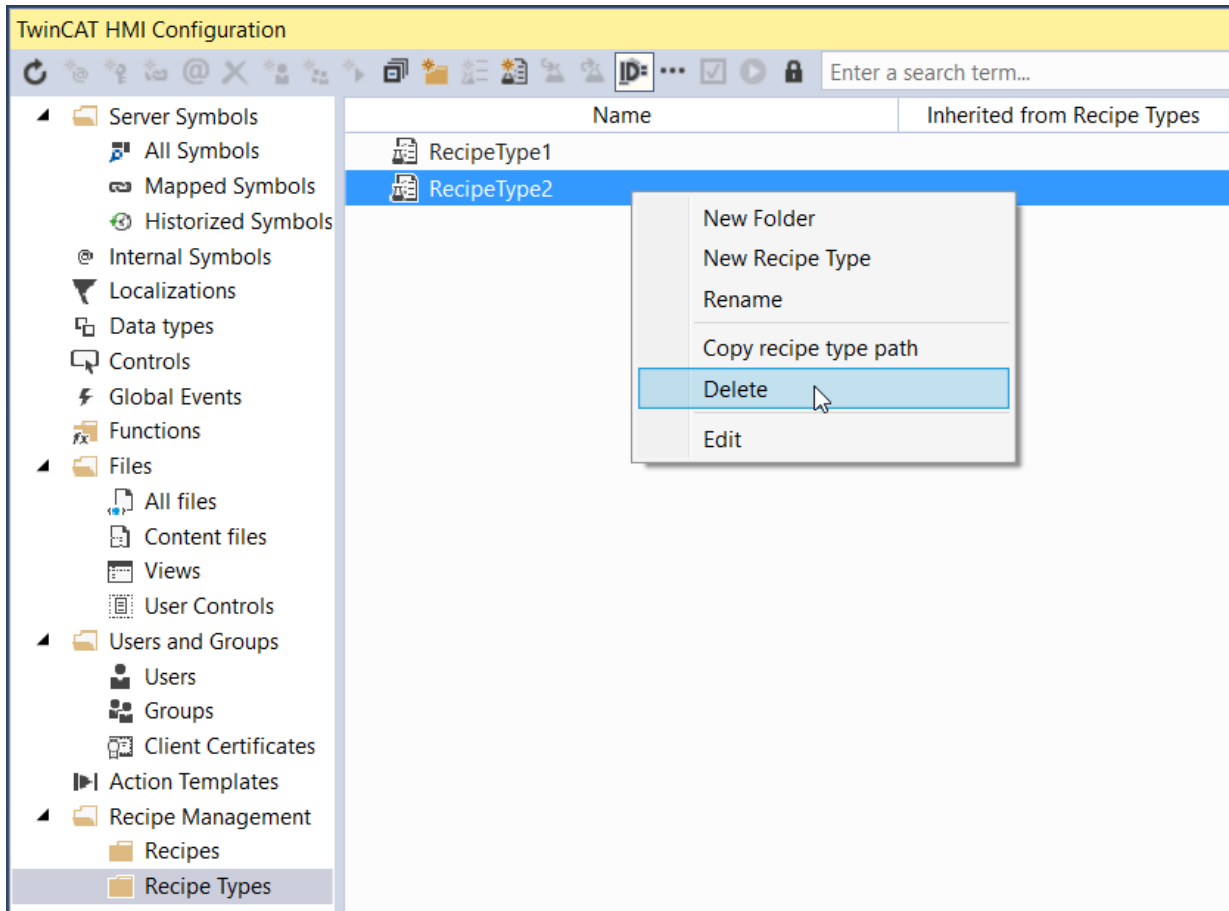 TwinCAT HMI Configuration
ID= Enter a search term...
Server Symbols
All Symbols
Mapped Symbols
Historized Symbols
Internal Symbols
Localizations
Data types
Controls
Global Events
Functions
Files
All files
Content files
Views
User Controls
Users and Groups
Users
Groups
Client Certificates
Action Templates
Recipe Management
Recipes
Recipe Types
Name Inherited from Recipe Types
RecipeType1
RecipeType2
New Folder
New Recipe Type
Rename
Copy recipe type path
Delete
Edit